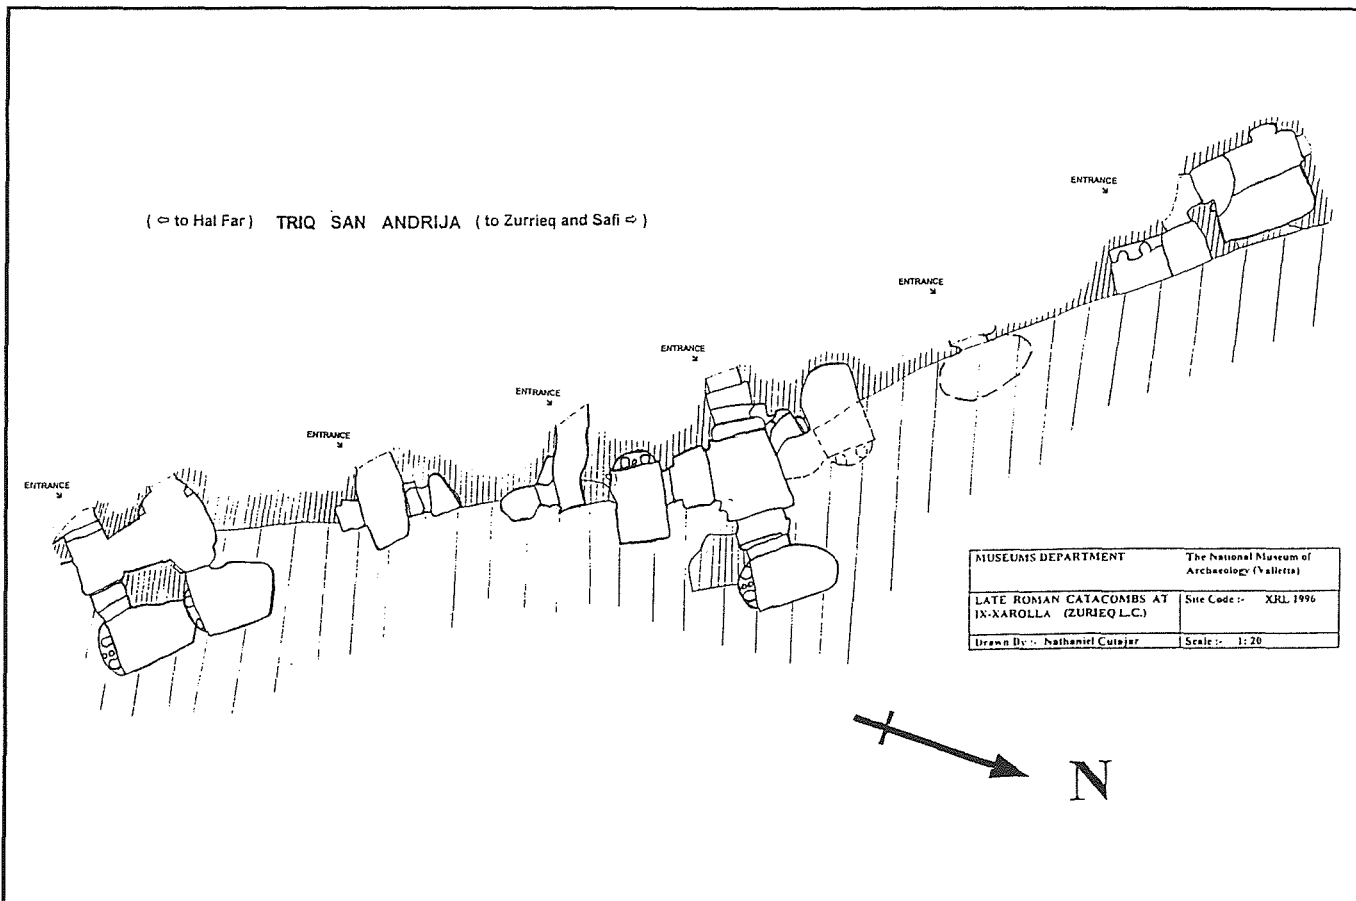 ENTRANCE
( ⇦ to Hal Far) TRIQ SAN ANDRIJA ( to Zurrieq and Safi ⇨ )
ENTRANCE
ENTRANCE
ENTRANCE
ENTRANCE
ENTRANCE
MUSEUMS DEPARTMENT
The National Museum of
Archaeology (Valletta)
LATE ROMAN CATACOMBS AT
IX-XAROLLA (ZURIEQ L.C.)
Site Code :- XRL 1996
Drawn By :- Nathaniel Cutajar
Scale :- 1: 20
N